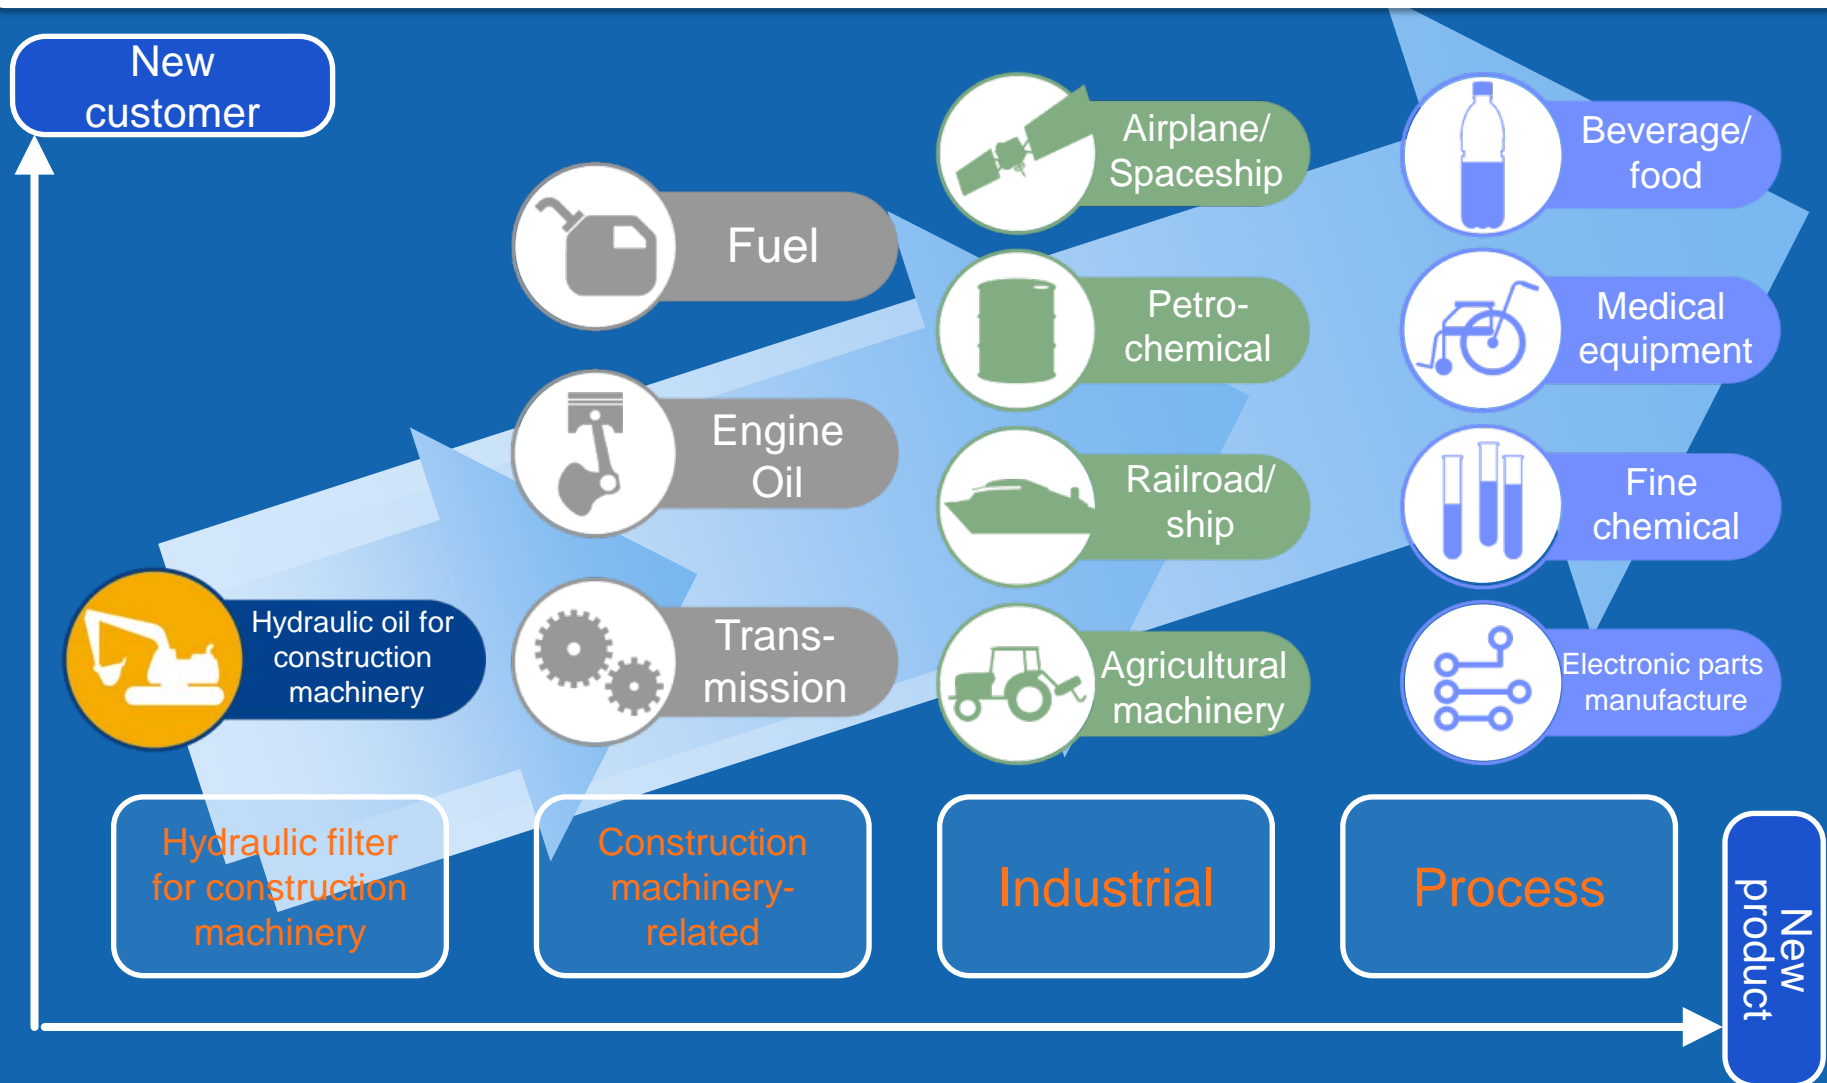 New
customer
Fuel
Engine
Oil
Trans-
mission
Hydraulic oil for
construction
machinery
Airplane/
Spaceship
Petro-
chemical
Railroad/
ship
Agricultural
machinery
Beverage/
food
Medical
equipment
Fine
chemical
Electronic parts
manufacture
Hydraulic filter
for construction
machinery
Construction
machinery-
related
Industrial
Process
New
product